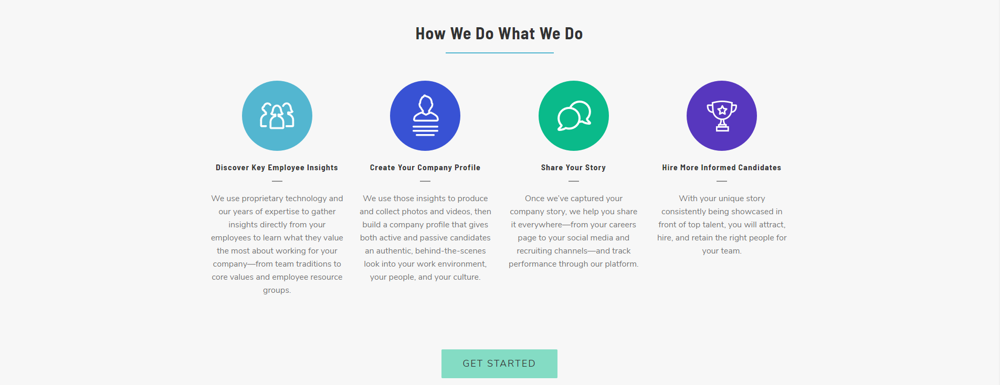 How We Do What We Do
Discover Key Employee Insights
We use proprietary technology and
our years of expertise to gather
insights directly from your
employees to learn what they value
the most about working for your
company—from team traditions to
core values and employee resource
groups.
Create Your Company Profile
We use those insights to produce
and collect photos and videos, then
build a company profile that gives
both active and passive candidates
an authentic, behind-the-scenes
look into your work environment,
your people, and your culture.
Share Your Story
Once we've captured your
company story, we help you share
it everywhere—from your careers
page to your social media and
recruiting channels—and track
performance through our platform.
Hire More Informed Candidates
With your unique story
consistently being showcased in
front of top talent, you will attract,
hire, and retain the right people for
your team.
GET STARTED